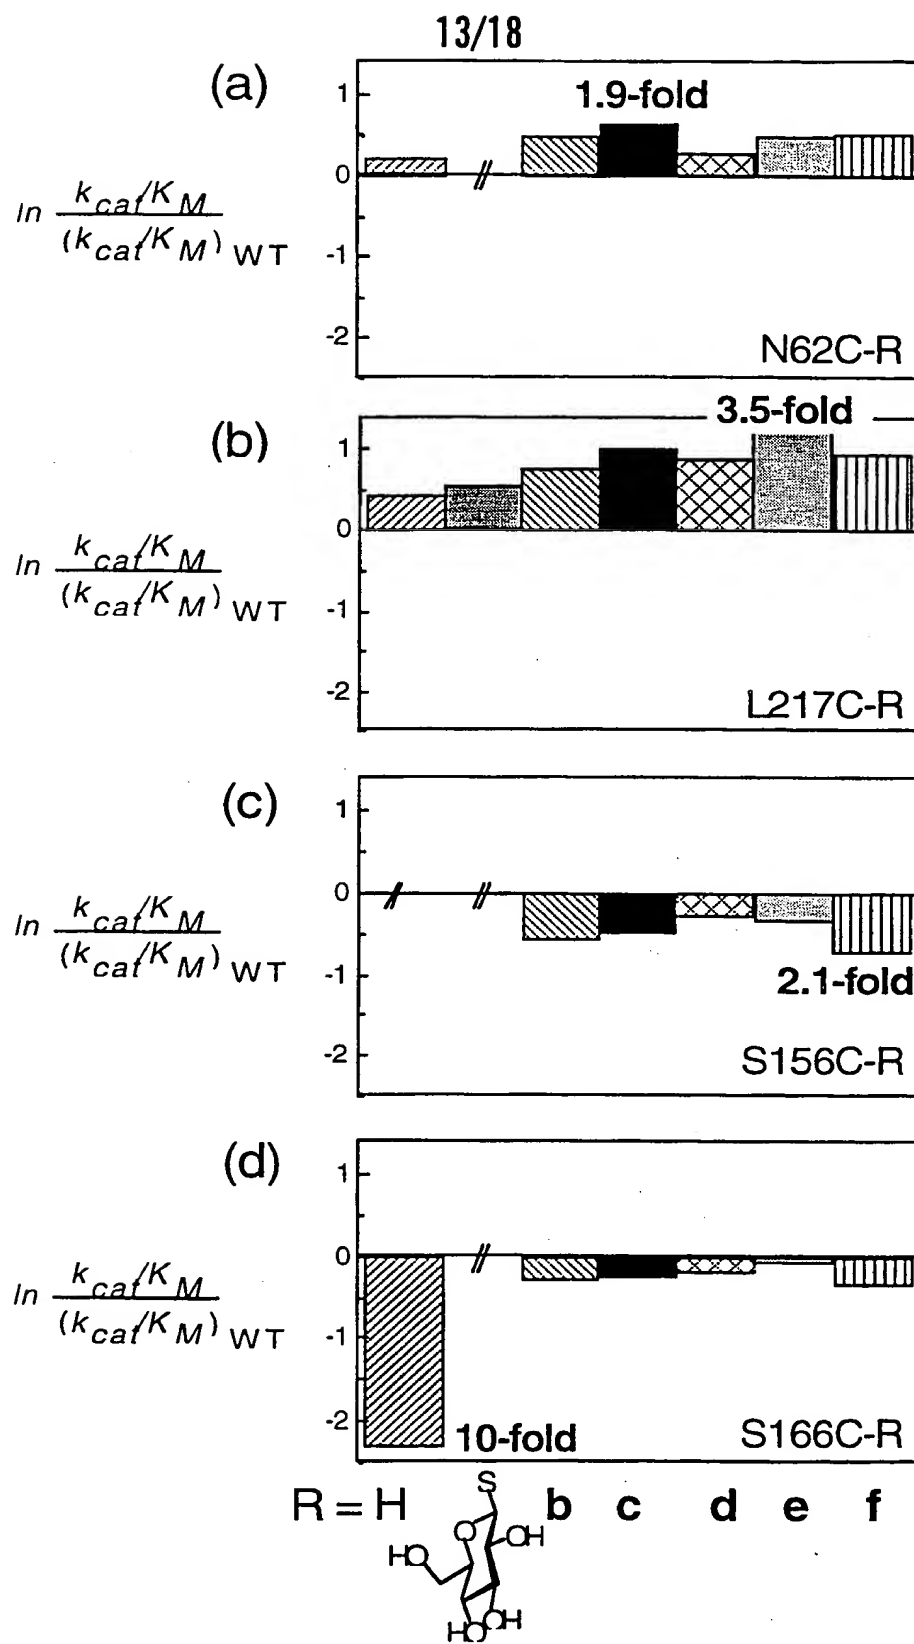 13/18
(a)
1
0
-1
-2
1.9-fold
ln kcat/KM
(kcat/KM) WT
N62C-R
(b)
1
0
-1
-2
3.5-fold
ln kcat/KM
(kcat/KM) WT
L217C-R
(c)
1
0
-1
-2
ln kcat/KM
(kcat/KM) WT
2.1-fold
S156C-R
(d)
1
0
-1
-2
ln kcat/KM
(kcat/KM) WT
10-fold
S166C-R
R = H b c d e f
S
O
OH
HO
HO
OH